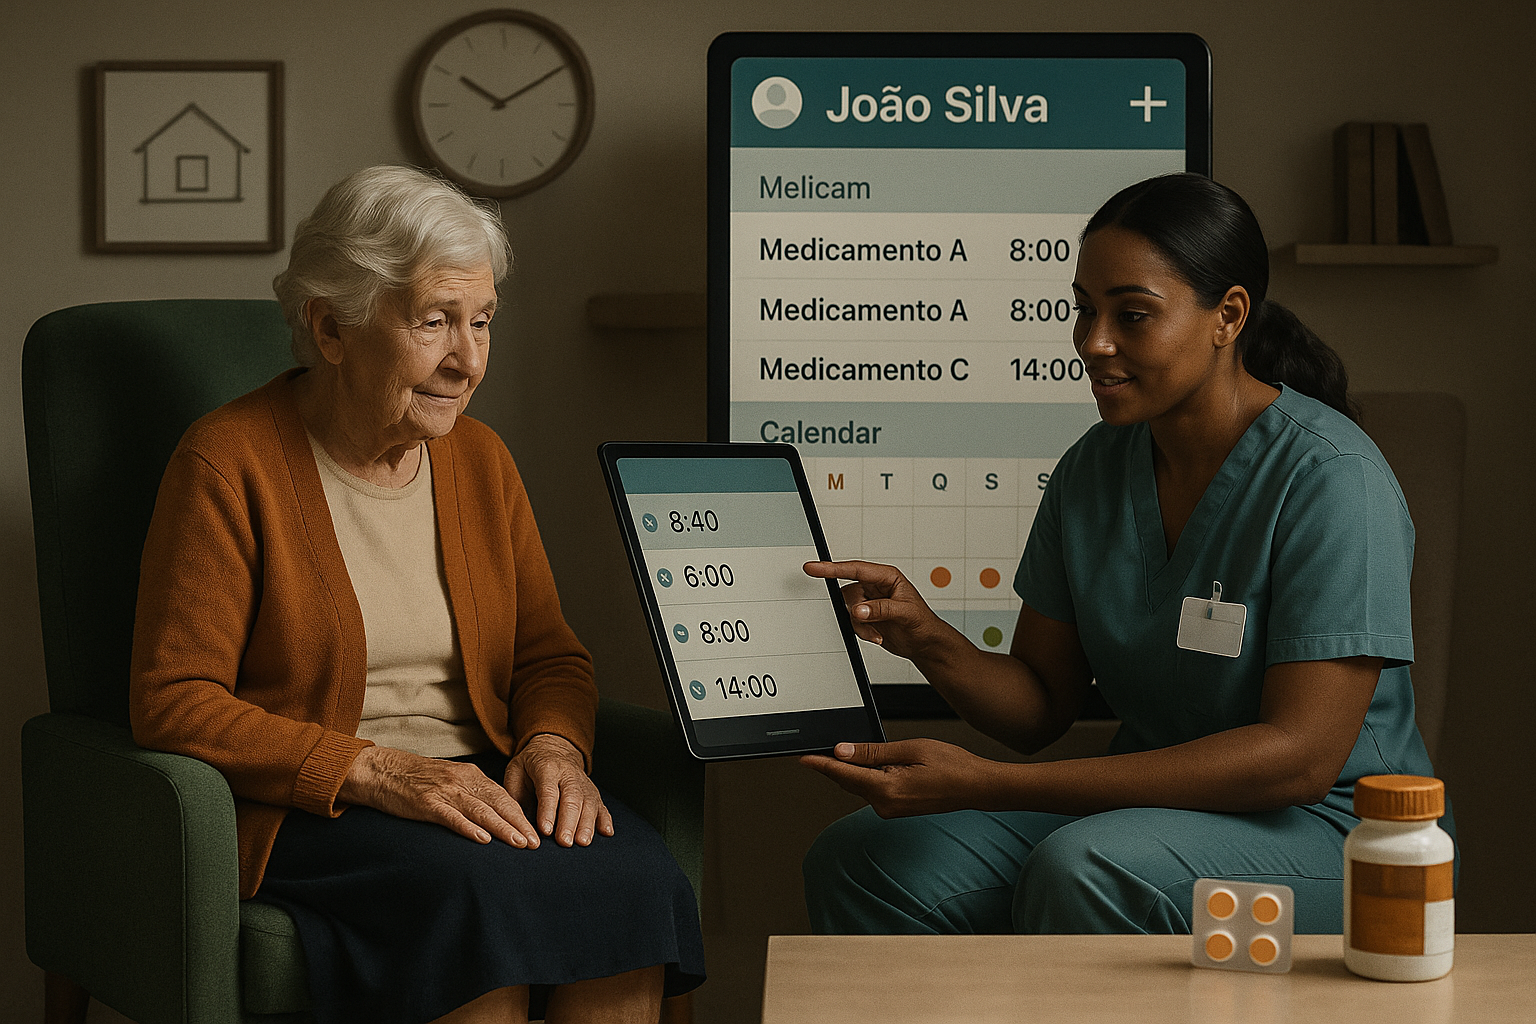 João Silva
Melicam
Medicamento A 8:00
Medicamento A 8:00
Medicamento C 14:00
Calendar
M T Q S S
8:40
6:00
8:00
14:00